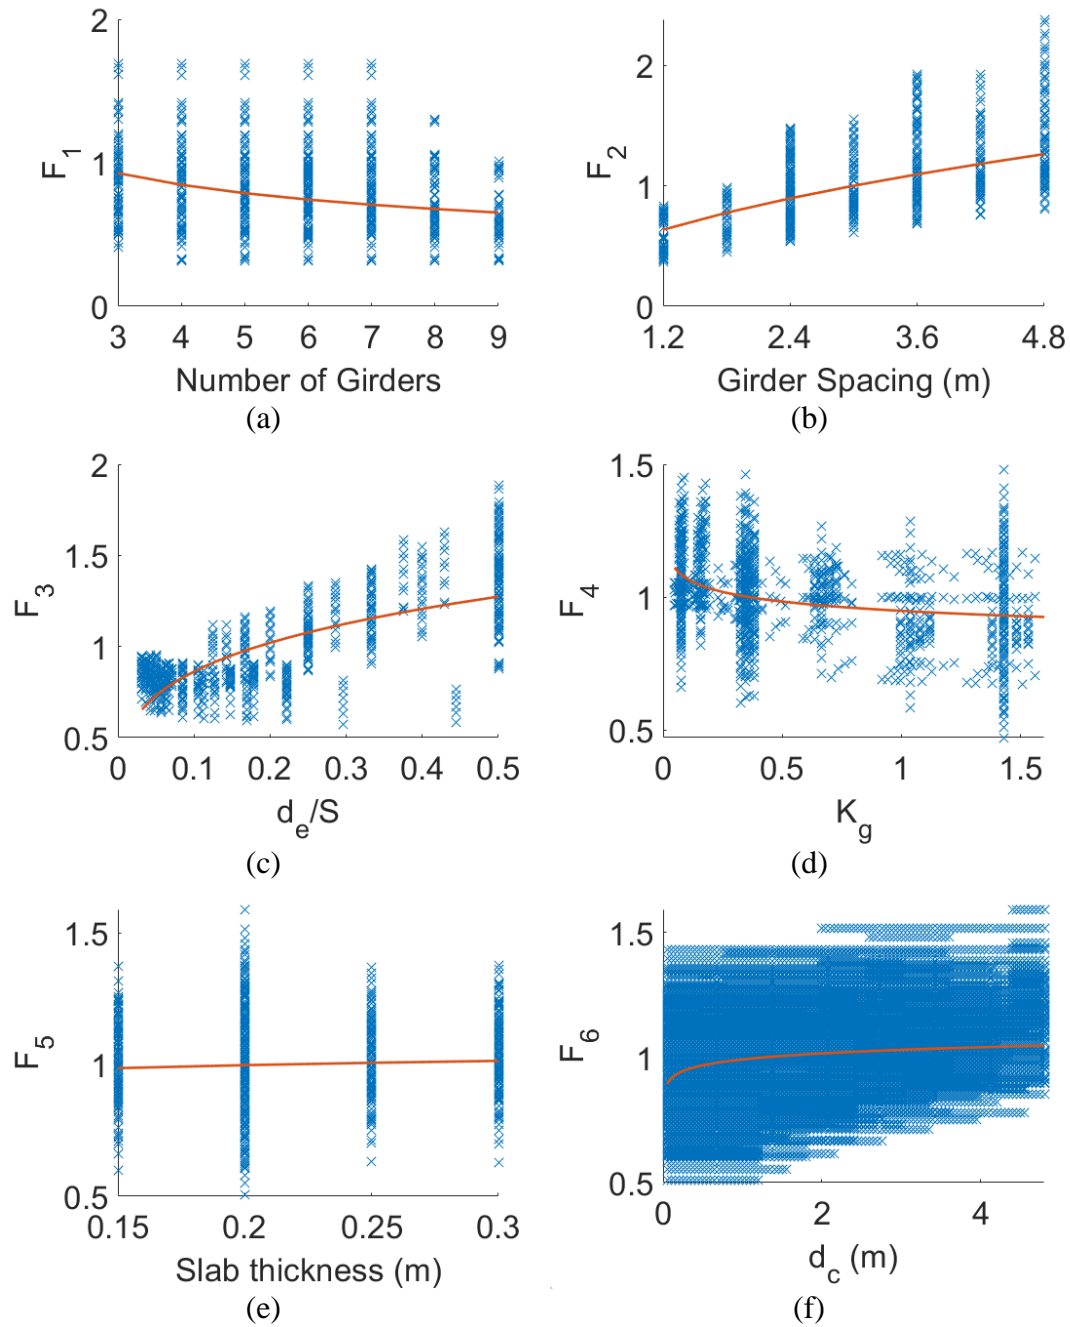 2
1
0
F1
3 4 5 6 7 8 9
Number of Girders
(a)
2
1
0
F2
1.2 2.4 3.6 4.8
Girder Spacing (m)
(b)
2
1.5
1
0.5
F3
0 0.1 0.2 0.3 0.4 0.5
de/S
(c)
1.5
1
0.5
F4
0 0.5 1 1.5
Kg
(d)
1.5
1
0.5
F5
0.15 0.2 0.25 0.3
Slab thickness (m)
(e)
1.5
1
0.5
F6
0 2 4
dc (m)
(f)